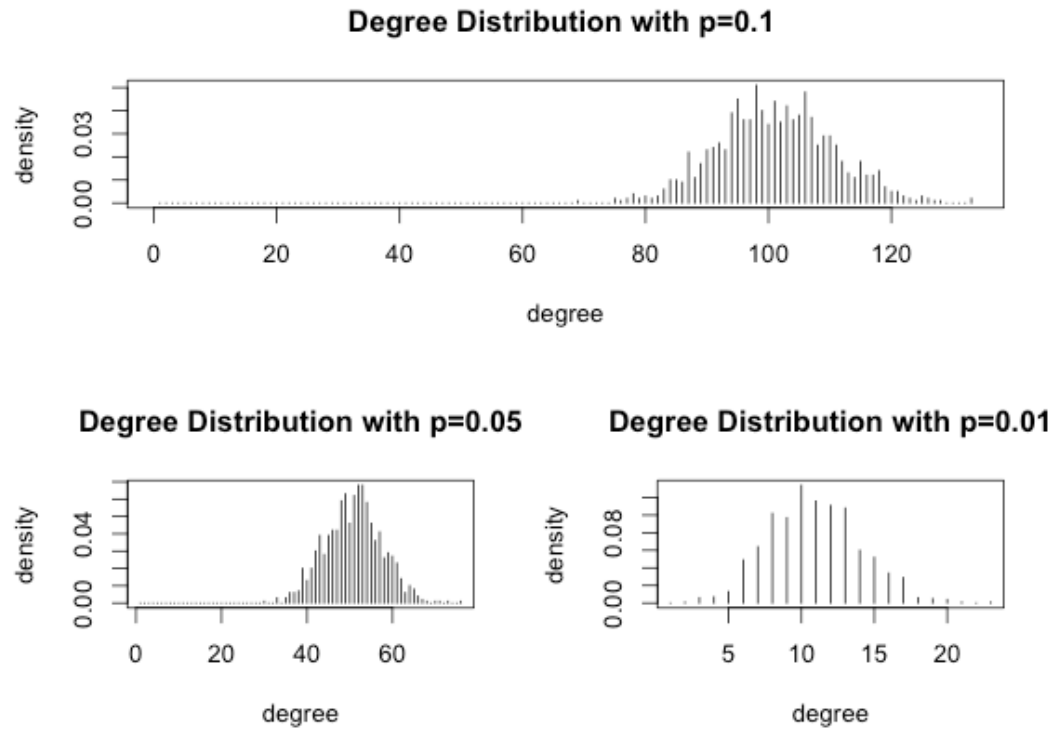 Degree Distribution with p=0.1
density
0.03
0.00
0 20 40 60 80 100 120
degree
Degree Distribution with p=0.05
density
0.04
0.00
0 20 40 60
degree
Degree Distribution with p=0.01
density
0.08
0.00
5 10 15 20
degree